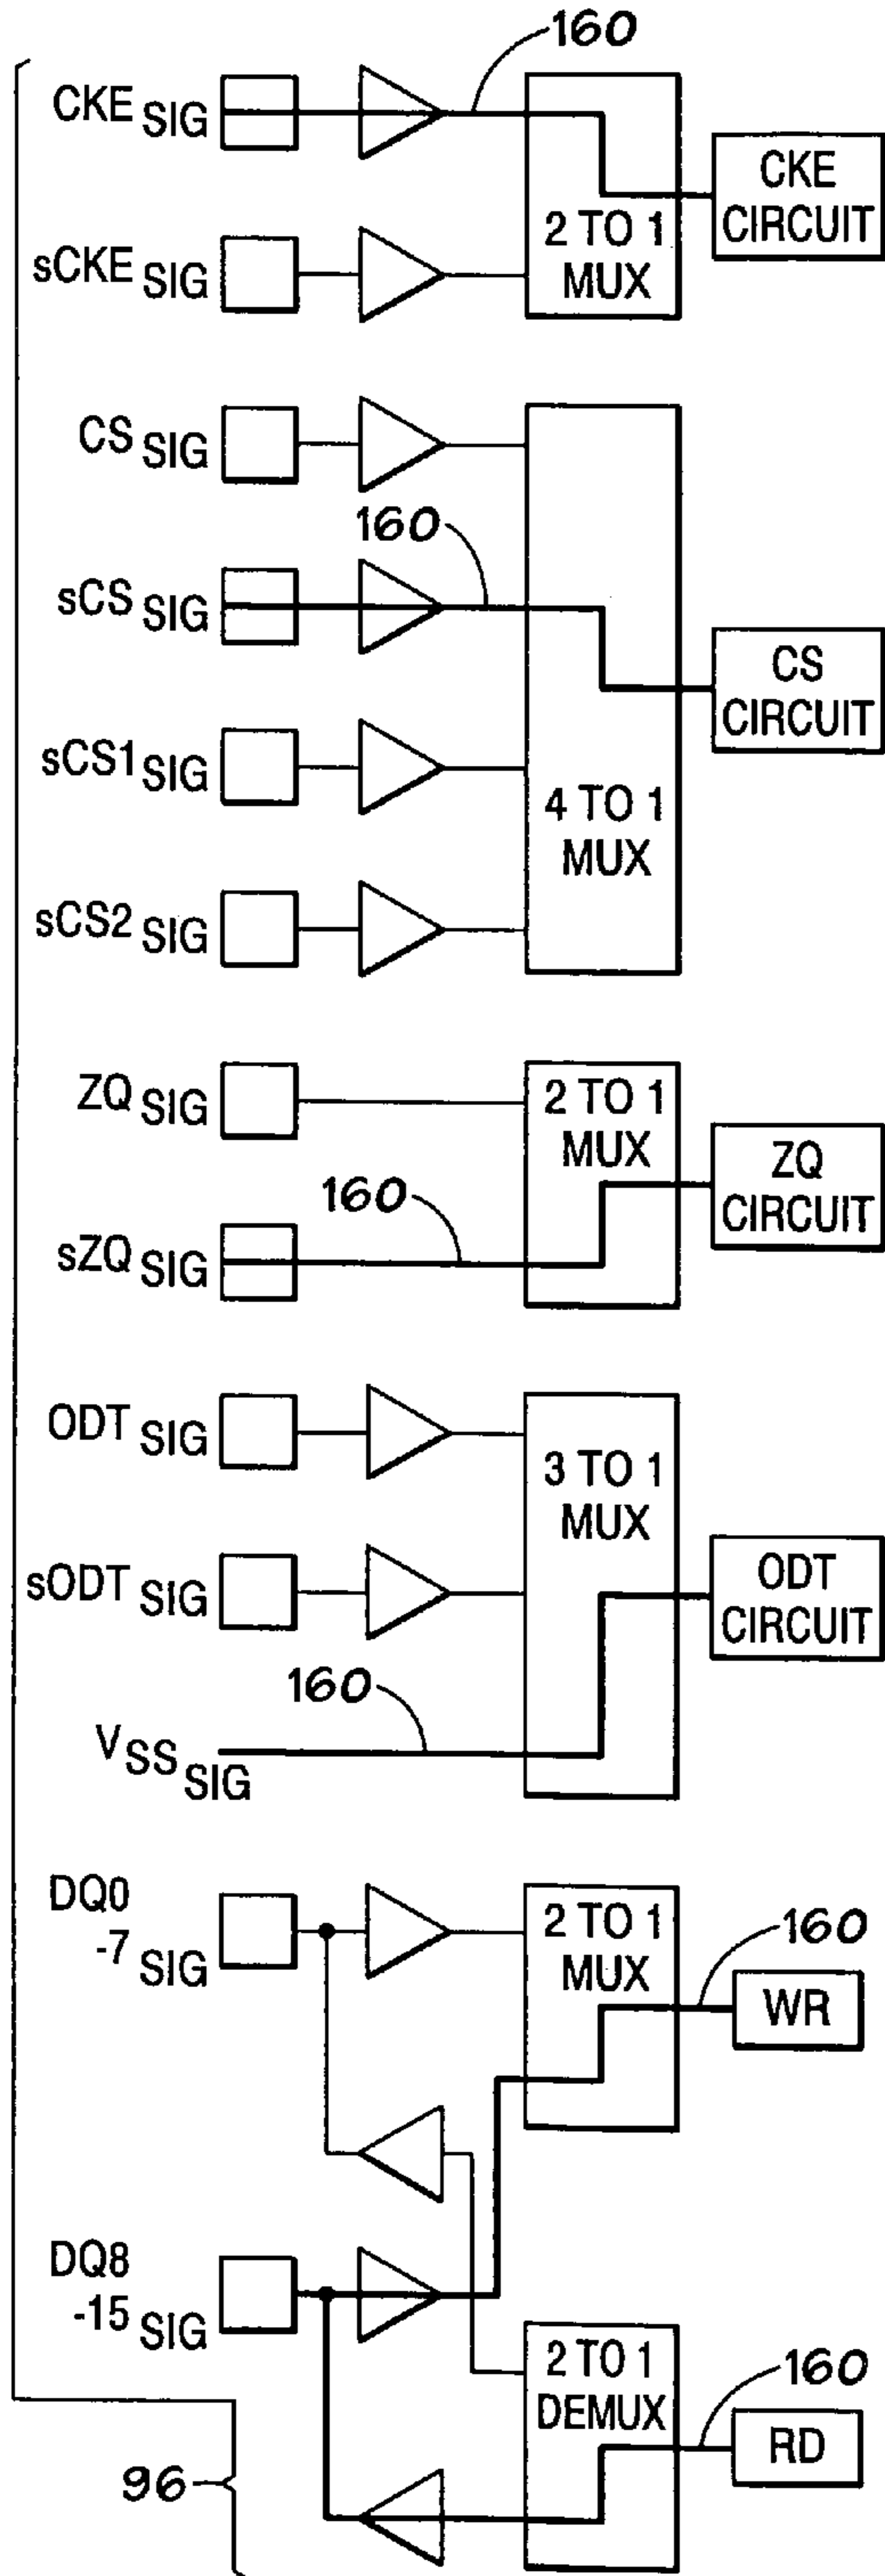 160
CKE SIG
2 TO 1
MUX
CKE
CIRCUIT
sCKE SIG
CS SIG
160
sCS SIG
CS
CIRCUIT
sCS1 SIG
4 TO 1
MUX
sCS2 SIG
ZQ SIG
2 TO 1
MUX
ZQ
CIRCUIT
160
sZQ SIG
ODT SIG
3 TO 1
MUX
sODT SIG
ODT
CIRCUIT
160
VSS SIG
DQ0
-7 SIG
2 TO 1
MUX
160
WR
DQ8
-15 SIG
2 TO 1
DEMUX
160
RD
96